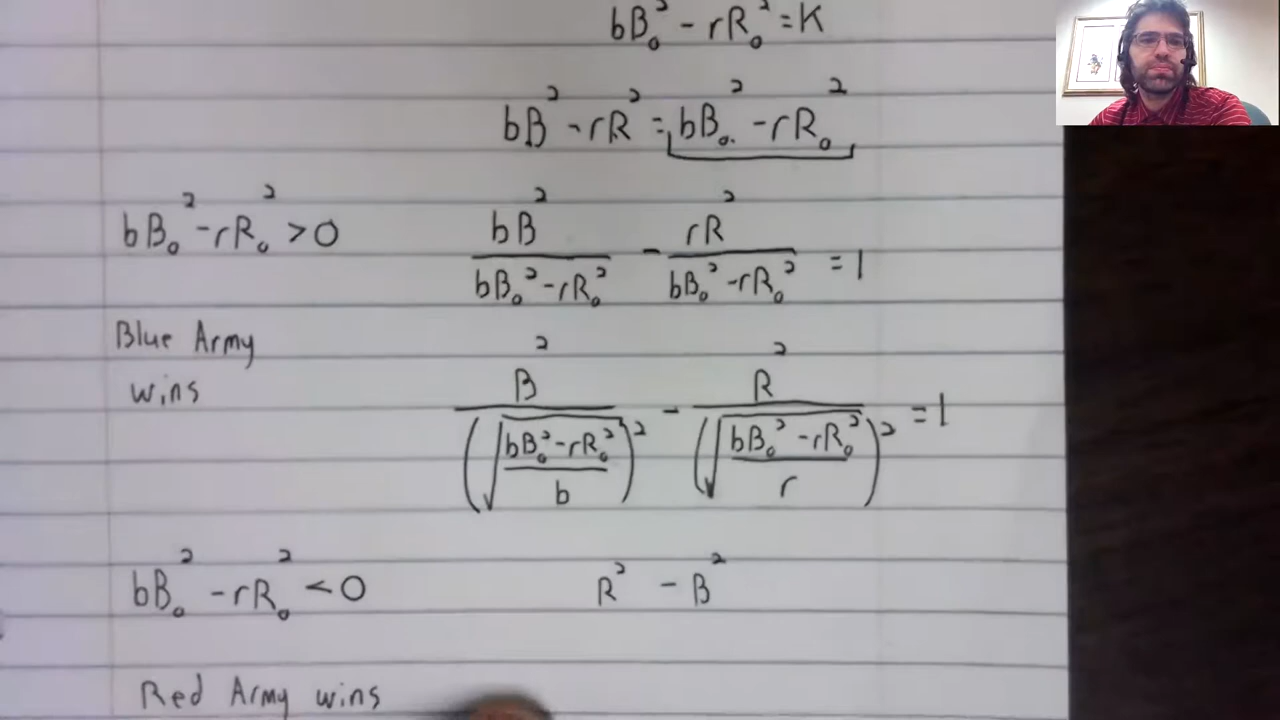 bB₀² - rR₀² = K
bB² - rR² = bB₀² - rR₀²
bB₀² - rR₀² > 0
bB² / (bB₀² - rR₀²) - rR² / (bB₀² - rR₀²) = 1
Blue Army
wins
B² / (√((bB₀² - rR₀²) / b))² - R² / (√((bB₀² - rR₀²) / r))² = 1
bB₀² - rR₀² < 0
R² - B²
Red Army wins